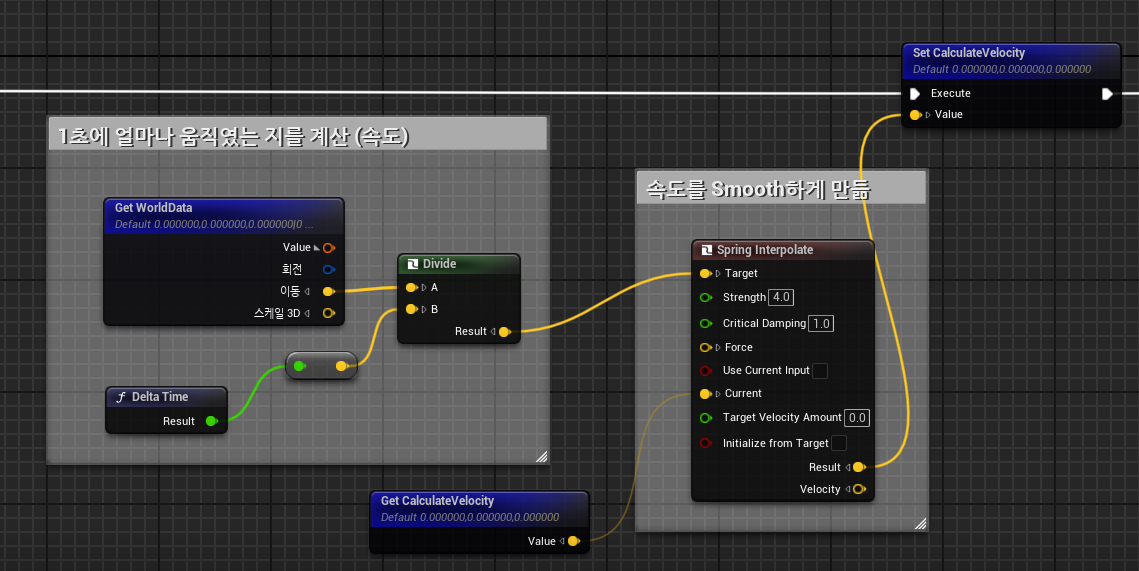 Set CalculateVelocity
Default 0.000000,0.000000,0.000000
Execute
Value
1초에 얼마나 움직였는 지를 계산 (속도)
Get WorldData
Default 0.000000,0.000000,0.000000|0 ...
Value
회전
이동
스케일 3D
Divide
A
B
Result
Delta Time
Result
속도를 Smooth하게 만듦
Spring Interpolate
Target
Strength 4.0
Critical Damping 1.0
Force
Use Current Input
Current
Target Velocity Amount 0.0
Initialize from Target
Result
Velocity
Get CalculateVelocity
Default 0.000000,0.000000,0.000000
Value